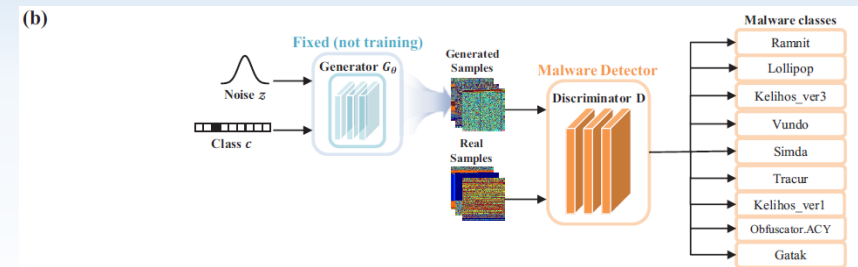 (b)
Fixed (not training)
Generator Gθ
Noise z
Class c
Generated
Samples
Real
Samples
Malware Detector
Discriminator D
Malware classes
Ramnit
Lollipop
Kelihos_ver3
Vundo
Simda
Tracur
Kelihos_ver1
Obfuscator.ACY
Gatak